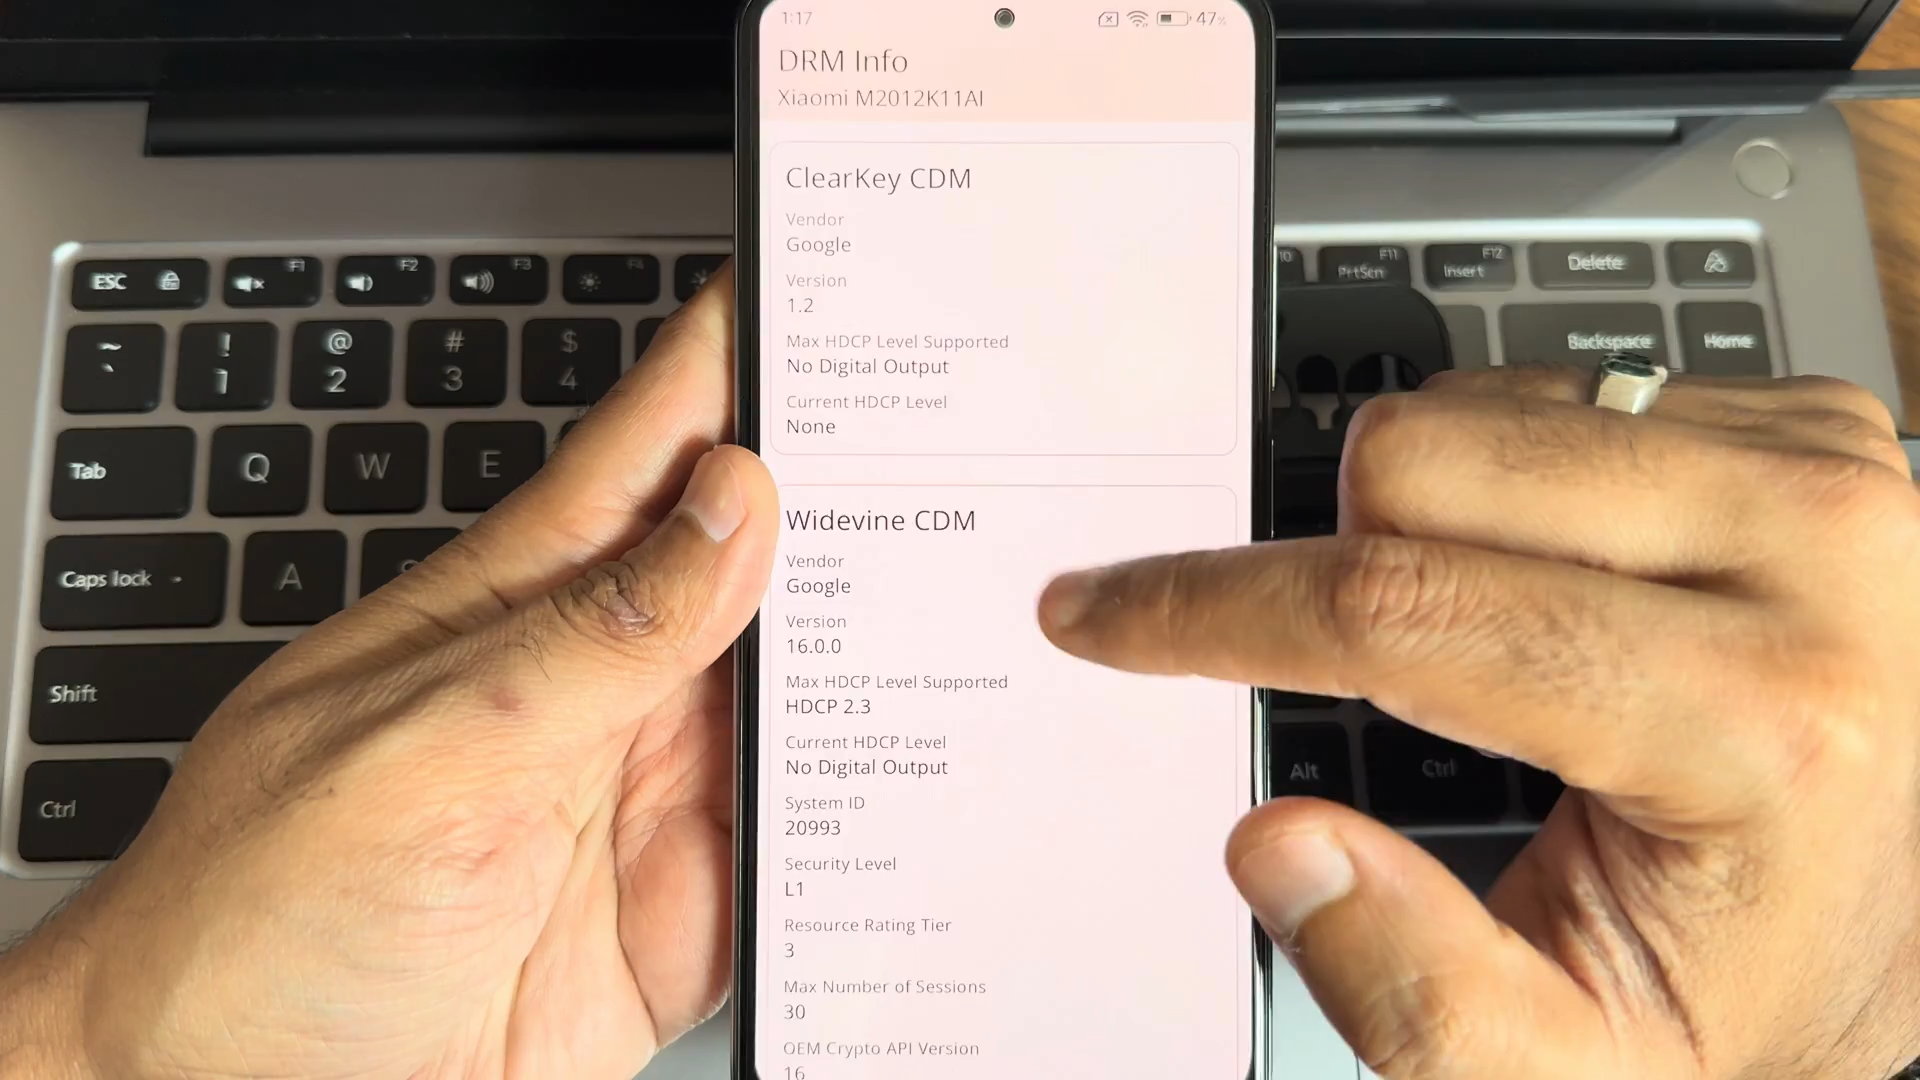 1:17
47%
DRM Info
Xiaomi M2012K11AI
ClearKey CDM
Vendor
Google
Version
1.2
Max HDCP Level Supported
No Digital Output
Current HDCP Level
None
Widevine CDM
Vendor
Google
Version
16.0.0
Max HDCP Level Supported
HDCP 2.3
Current HDCP Level
No Digital Output
System ID
20993
Security Level
L1
Resource Rating Tier
3
Max Number of Sessions
30
OEM Crypto API Version
16
ESC
F1
F2
F3
F4
10
F11
PrtScn
F12
Insert
Delete
~
`
!
1
@
2
#
3
$
4
Backspace
Home
Tab
Q
W
E
Caps lock
A
Shift
Ctrl
Alt
Ctrl